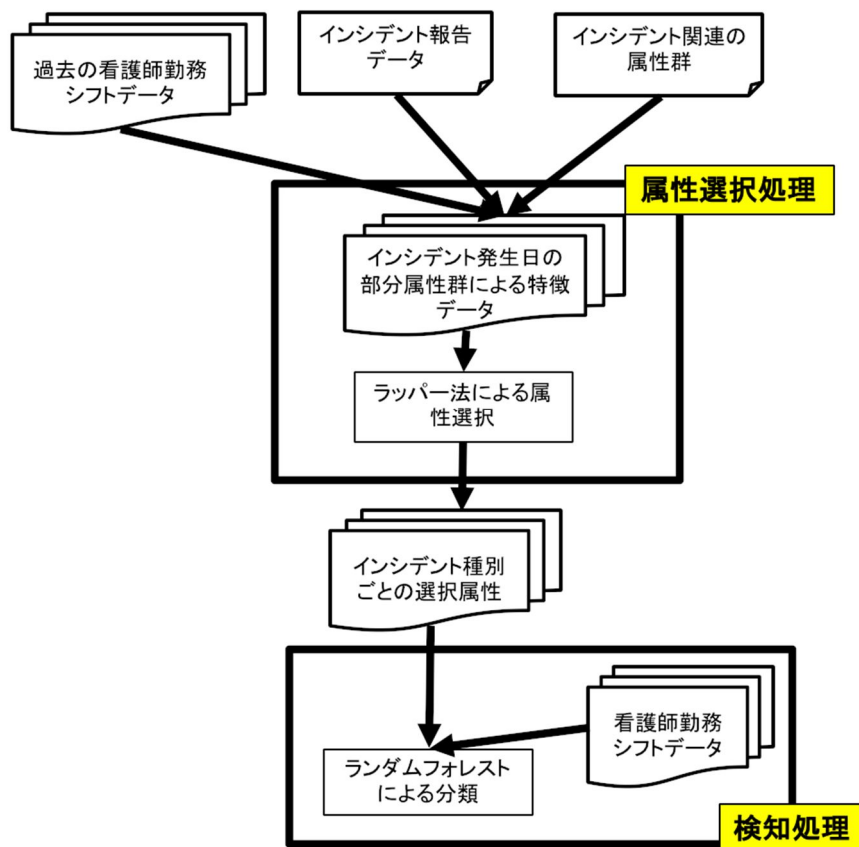 過去の看護師勤務
シフトデータ
インシデント報告
データ
インシデント関連の
属性群
属性選択処理
インシデント発生日の
部分属性群による特徴
データ
ラッパー法による属
性選択
インシデント種別
ごとの選択属性
看護師勤務
シフトデータ
ランダムフォレスト
による分類
検知処理